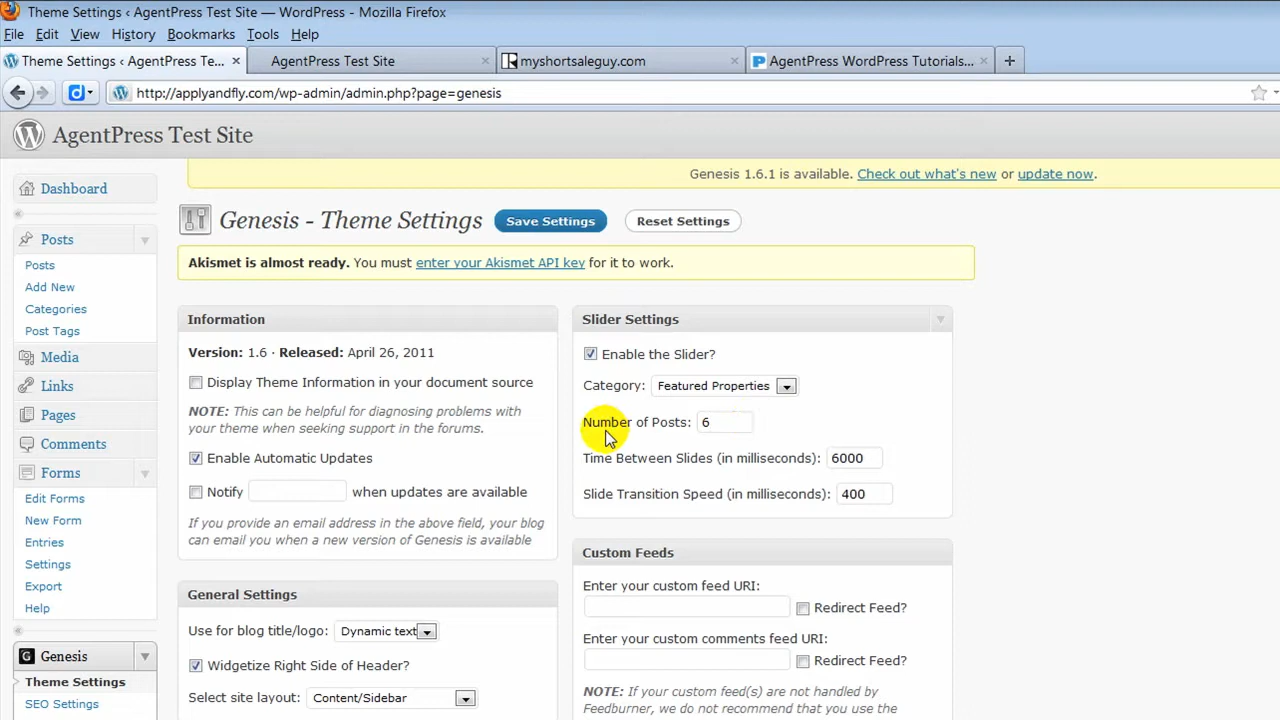 Theme Settings ‹ AgentPress Test Site — WordPress - Mozilla Firefox
File Edit View History Bookmarks Tools Help
Theme Settings ‹ AgentPress Te... × AgentPress Test Site × myshortsaleguy.com × AgentPress WordPress Tutorials... × +
http://applyandfly.com/wp-admin/admin.php?page=genesis
AgentPress Test Site
Genesis 1.6.1 is available. Check out what's new or update now.
Genesis - Theme Settings Save Settings Reset Settings
Akismet is almost ready. You must enter your Akismet API key for it to work.
Dashboard
Posts
Posts
Add New
Categories
Post Tags
Media
Links
Pages
Comments
Forms
Edit Forms
New Form
Entries
Settings
Export
Help
Genesis
Theme Settings
SEO Settings
Information
Version: 1.6 · Released: April 26, 2011
Display Theme Information in your document source
NOTE: This can be helpful for diagnosing problems with
your theme when seeking support in the forums.
Enable Automatic Updates
Notify when updates are available
If you provide an email address in the above field, your blog
can email you when a new version of Genesis is available
General Settings
Use for blog title/logo: Dynamic text
Widgetize Right Side of Header?
Select site layout: Content/Sidebar
Slider Settings
Enable the Slider?
Category: Featured Properties
Number of Posts: 6
Time Between Slides (in milliseconds): 6000
Slide Transition Speed (in milliseconds): 400
Custom Feeds
Enter your custom feed URI:
Redirect Feed?
Enter your custom comments feed URI:
Redirect Feed?
NOTE: If your custom feed(s) are not handled by
Feedburner, we do not recommend that you use the